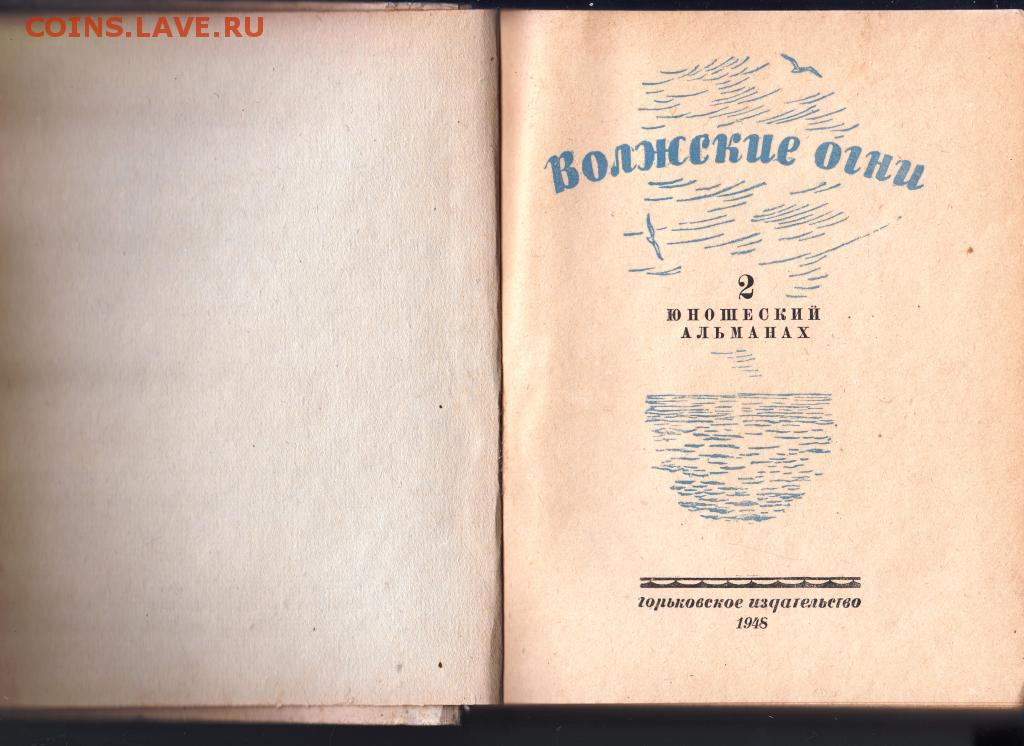 COINS.LAVE.RU
Волжские огни
2
ЮНОШЕСКИЙ
АЛЬМАНАХ
горьковское издательство
1948